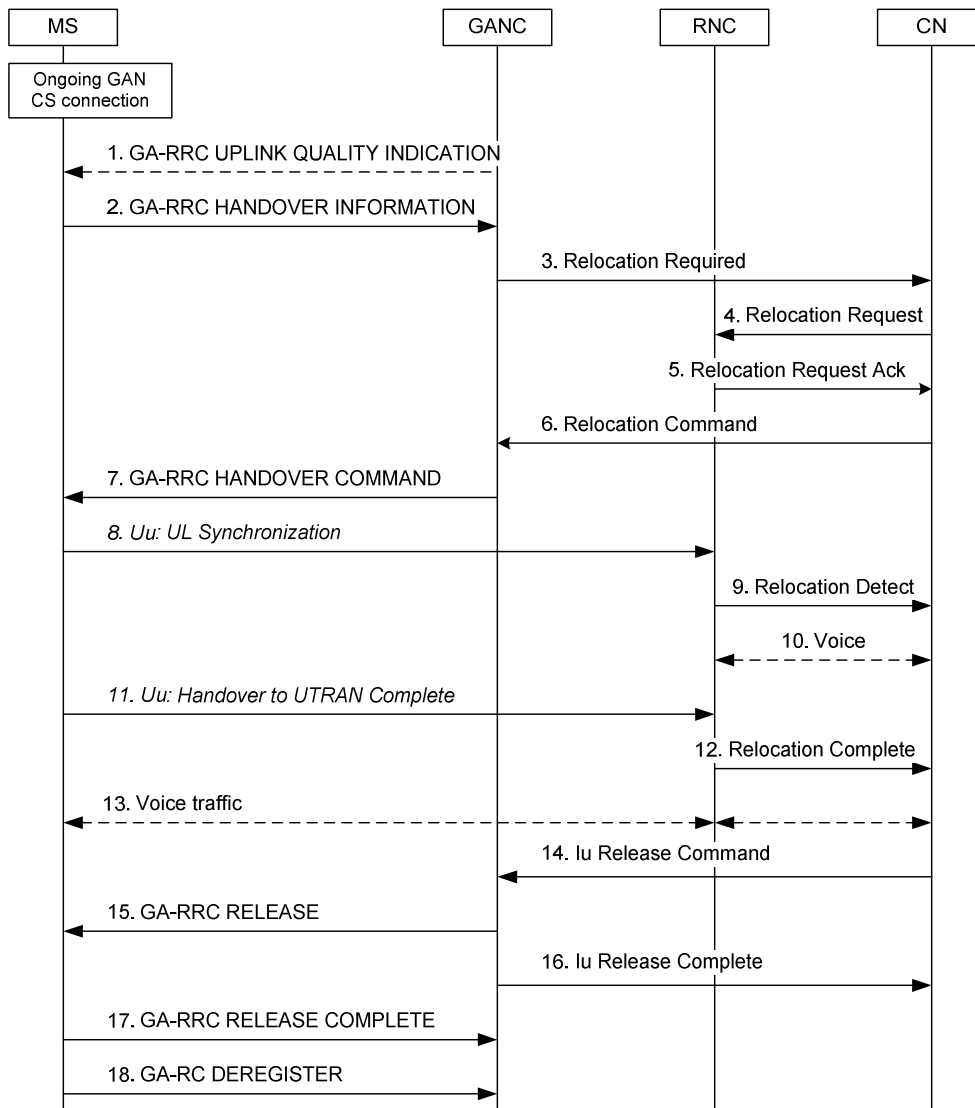 MS
GANC
RNC
CN
Ongoing GAN
CS connection
1. GA-RRC UPLINK QUALITY INDICATION
2. GA-RRC HANDOVER INFORMATION
3. Relocation Required
4. Relocation Request
5. Relocation Request Ack
6. Relocation Command
7. GA-RRC HANDOVER COMMAND
8. Uu: UL Synchronization
9. Relocation Detect
10. Voice
11. Uu: Handover to UTRAN Complete
12. Relocation Complete
13. Voice traffic
14. Iu Release Command
15. GA-RRC RELEASE
16. Iu Release Complete
17. GA-RRC RELEASE COMPLETE
18. GA-RC DEREGISTER